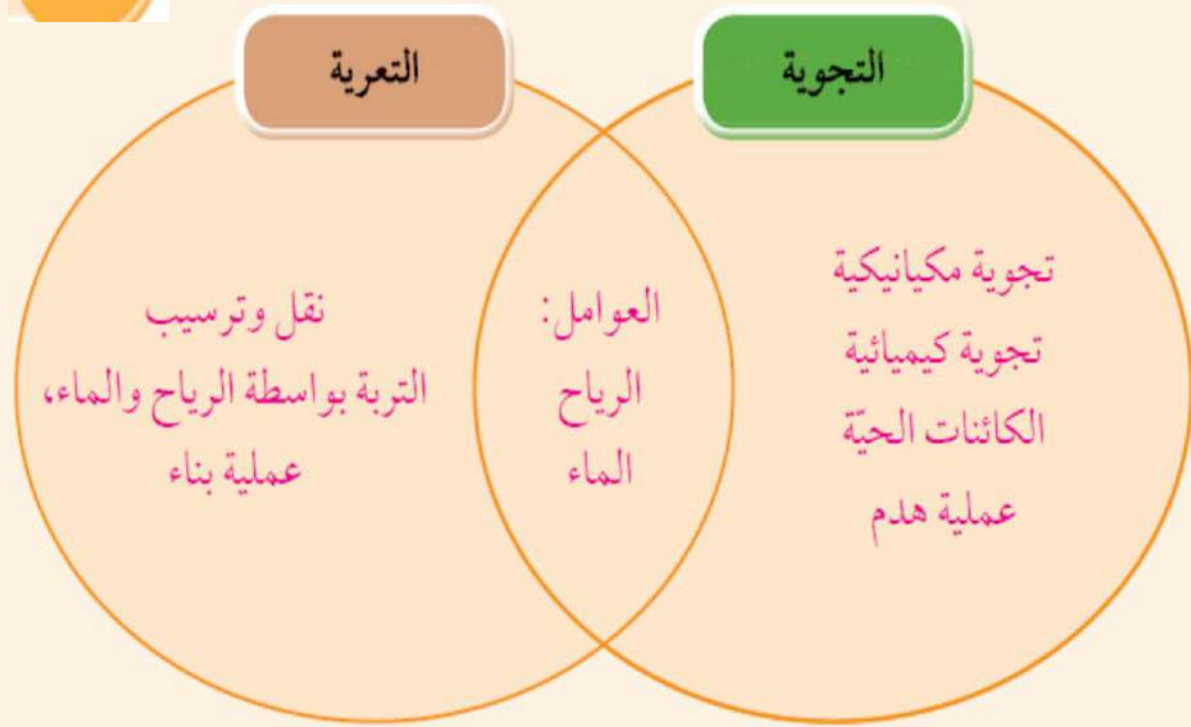 التجوية
تجوية مكيانيكية
تجوية كيميائية
الكائنات الحيّة
عملية هدم
العوامل:
الرياح
الماء
التعرية
نقل وترسيب
التربة بواسطة الرياح والماء،
عملية بناء